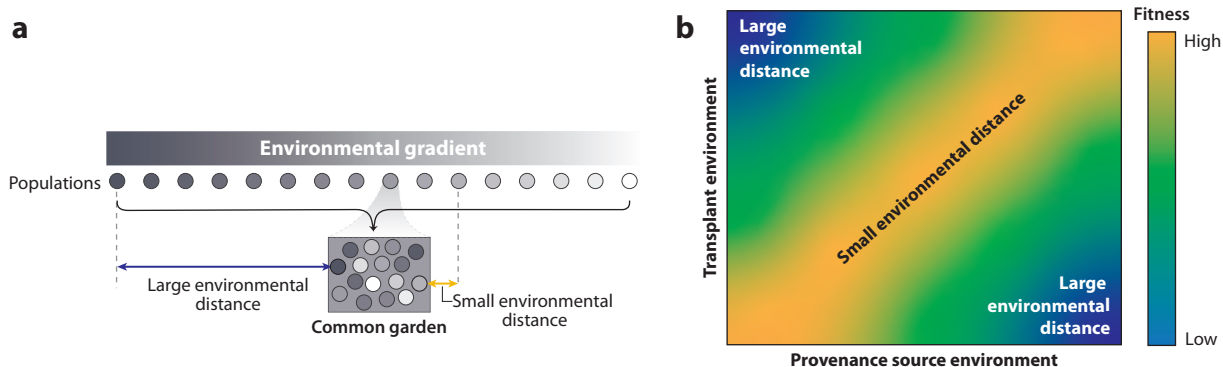 a
Environmental gradient
Populations
Large environmental
distance
Small environmental
distance
Common garden
b
Large
environmental
distance
Small environmental distance
Large
environmental
distance
Transplant environment
Provenance source environment
Fitness
High
Low